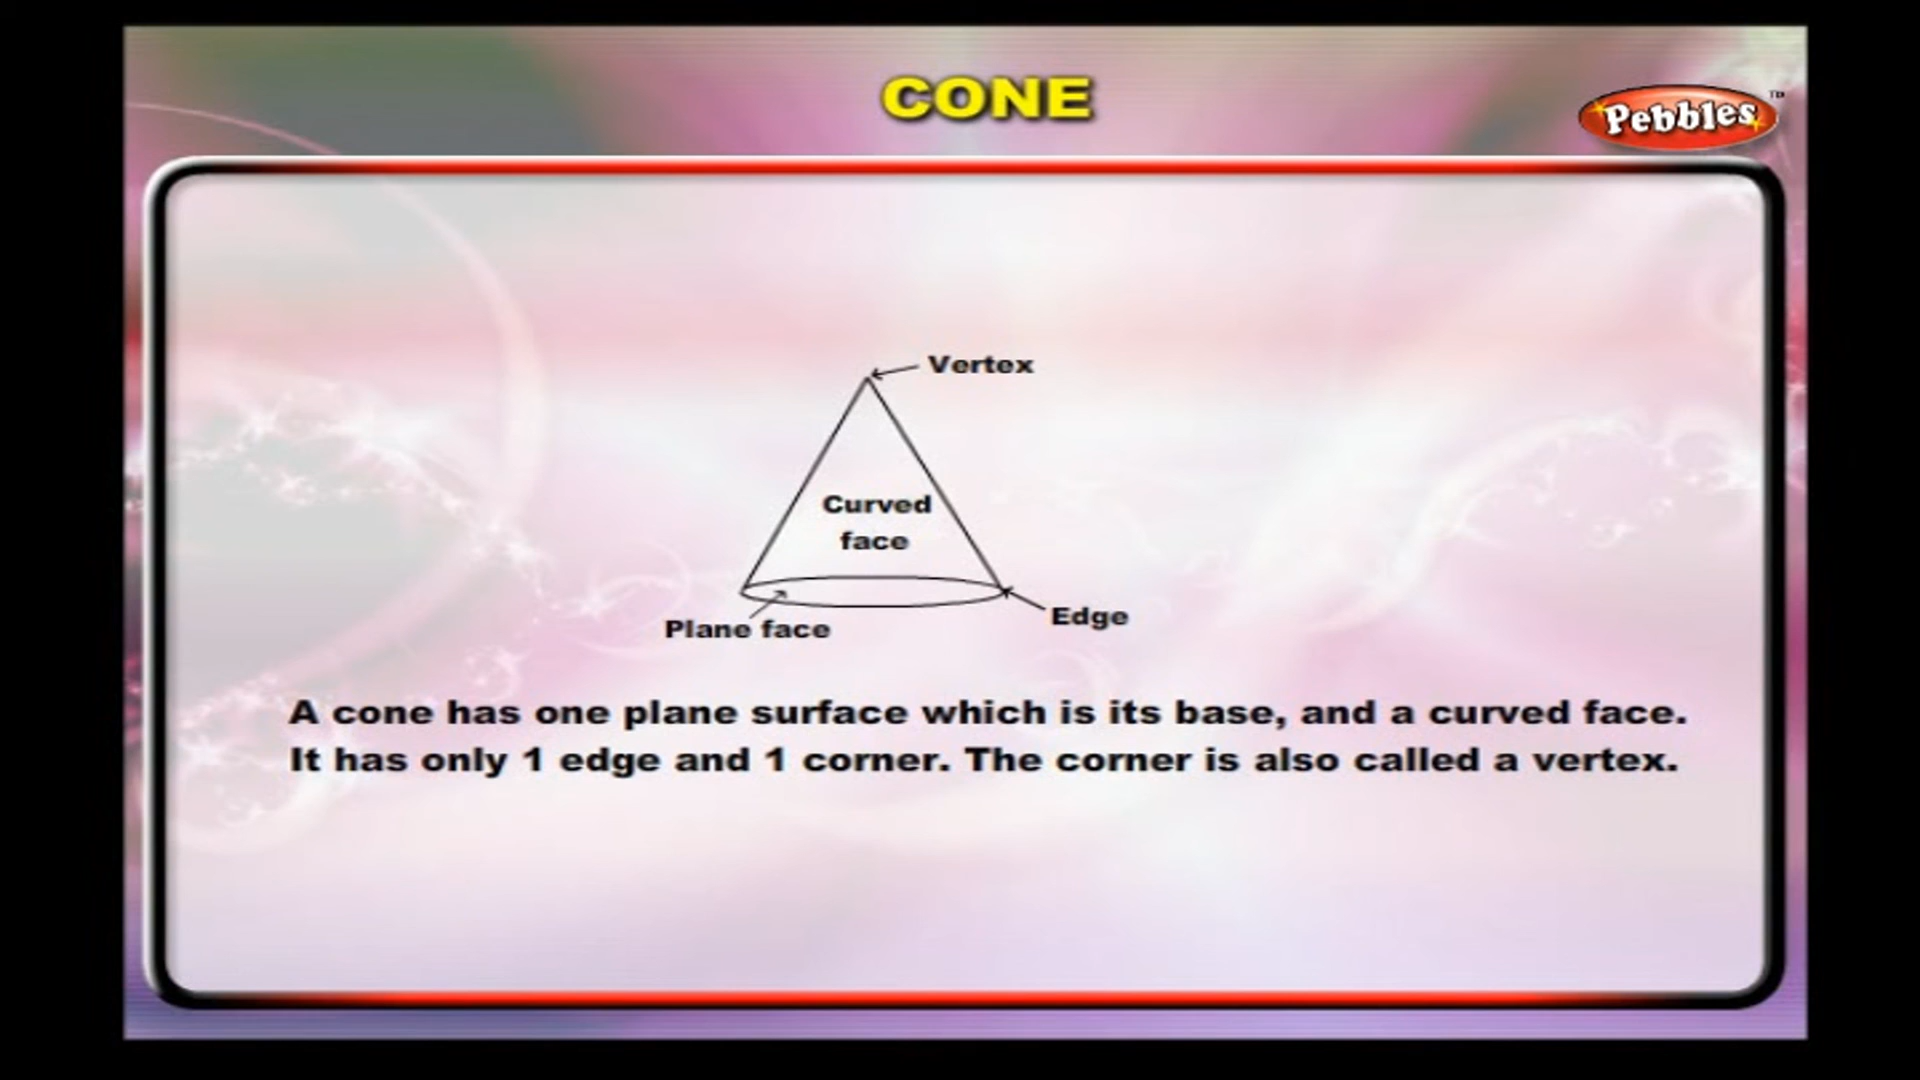 CONE
Pebbles
TM
Vertex
Curved
face
Plane face
Edge
A cone has one plane surface which is its base, and a curved face.
It has only 1 edge and 1 corner. The corner is also called a vertex.